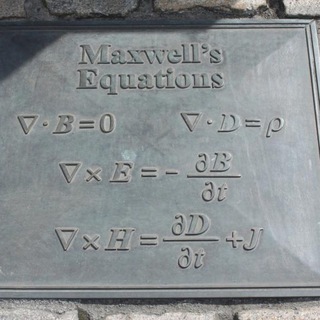 Maxwell's
Equations
∇·B=0 ∇·D=ρ
∇×E=-∂B/∂t
∇×H=∂D/∂t+J